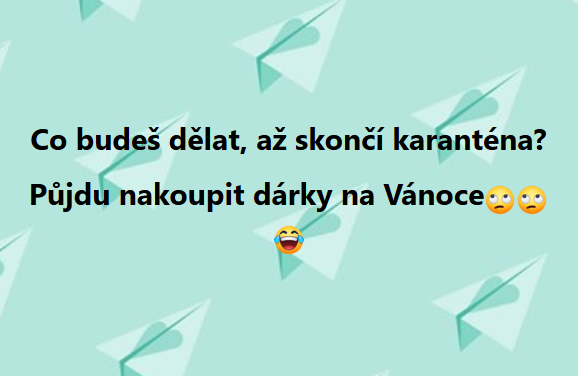 Co budeš dělat, až skončí karanténa?
Půjdu nakoupit dárky na Vánoce🙄🙄
😂